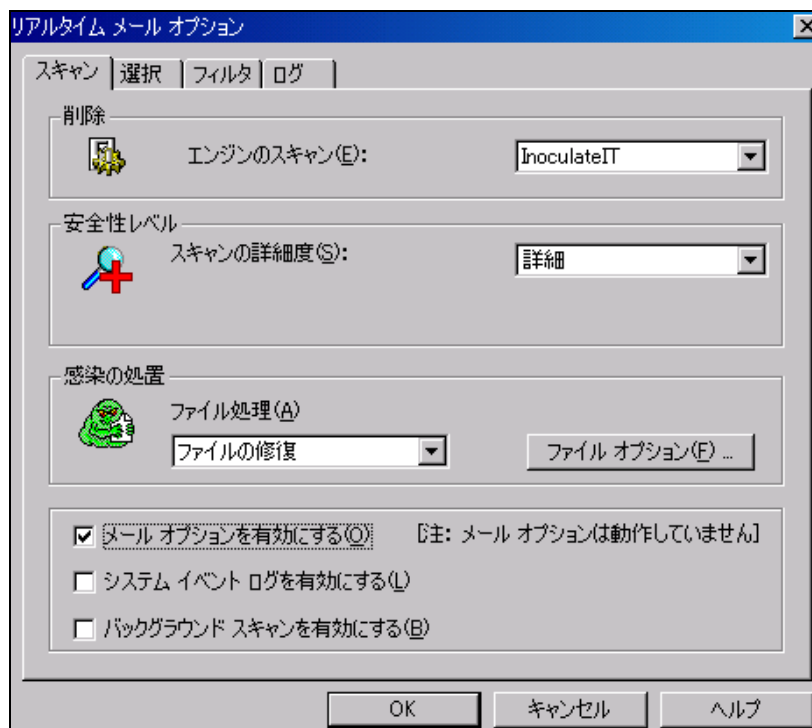 リアルタイム メール オプション
スキャン 選択 フィルタ ログ
削除
エンジンのスキャン(E): InoculateIT
安全性レベル
スキャンの詳細度(S): 詳細
感染の処置
ファイル処理(A)
ファイルの修復 ファイル オプション(F) ...
メール オプションを有効にする(O) [注: メール オプションは動作していません]
システム イベント ログを有効にする(L)
バックグラウンド スキャンを有効にする(B)
OK キャンセル ヘルプ